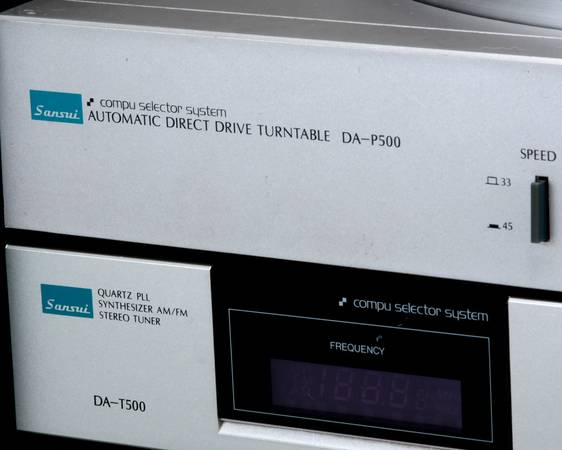 Sansui
compu selector system
AUTOMATIC DIRECT DRIVE TURNTABLE DA-P500
SPEED
33
45
Sansui
QUARTZ PLL
SYNTHESIZER AM/FM
STEREO TUNER
DA-T500
compu selector system
FREQUENCY